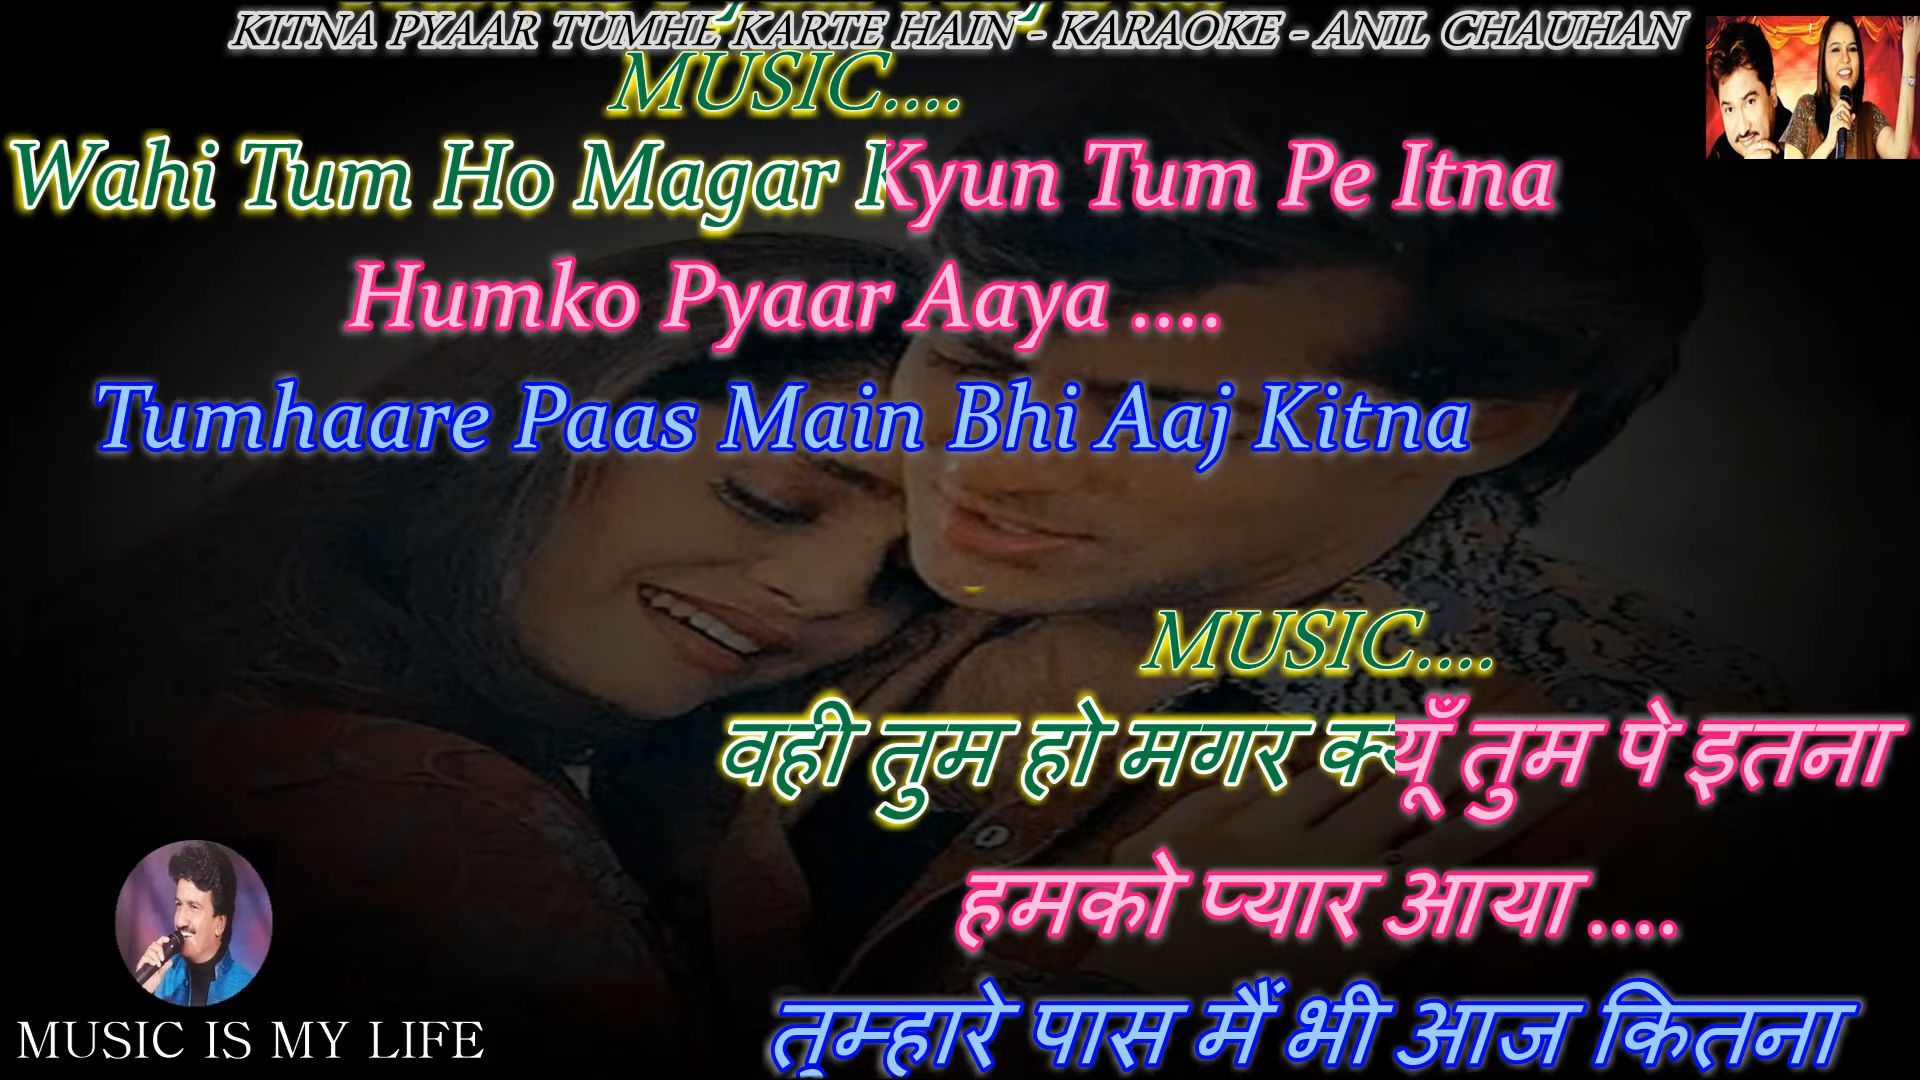 KITNA PYAAR TUMHE KARTE HAIN - KARAOKE - ANIL CHAUHAN
MUSIC....
Wahi Tum Ho Magar Kyun Tum Pe Itna
Humko Pyaar Aaya ....
Tumhaare Paas Main Bhi Aaj Kitna
MUSIC....
वही तुम हो मगर क्यूँ तुम पे इतना
हमको प्यार आया ....
तुम्हारे पास मैं भी आज कितना
MUSIC IS MY LIFE